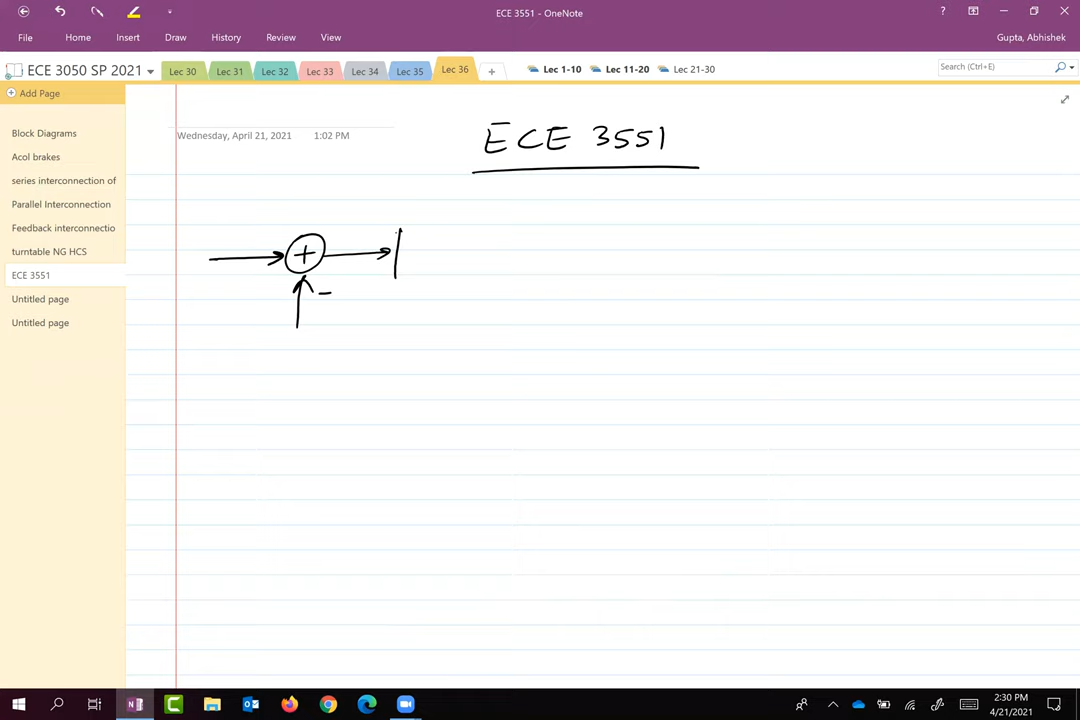 ECE 3551 - OneNote
?
File Home Insert Draw History Review View
Gupta, Abhishek
ECE 3050 SP 2021
Lec 30 Lec 31 Lec 32 Lec 33 Lec 34 Lec 35 Lec 36 +
Lec 1-10 Lec 11-20 Lec 21-30
Search (Ctrl+E)
Add Page
Block Diagrams
Acol brakes
series interconnection of
Parallel Interconnection
Feedback interconnectio
turntable NG HCS
ECE 3551
Untitled page
Untitled page
Wednesday, April 21, 2021 1:02 PM
ECE 3551
+
-
2:30 PM
4/21/2021